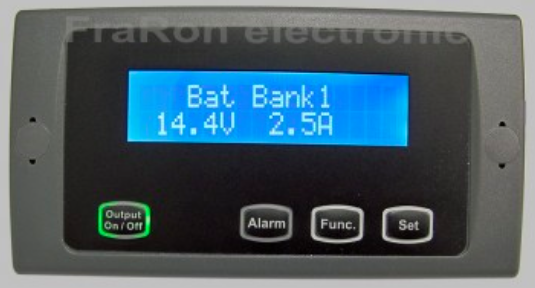 FraRon electronic
Bat Bank1
14.4V 2.5A
Output
On / Off
Alarm
Func.
Set